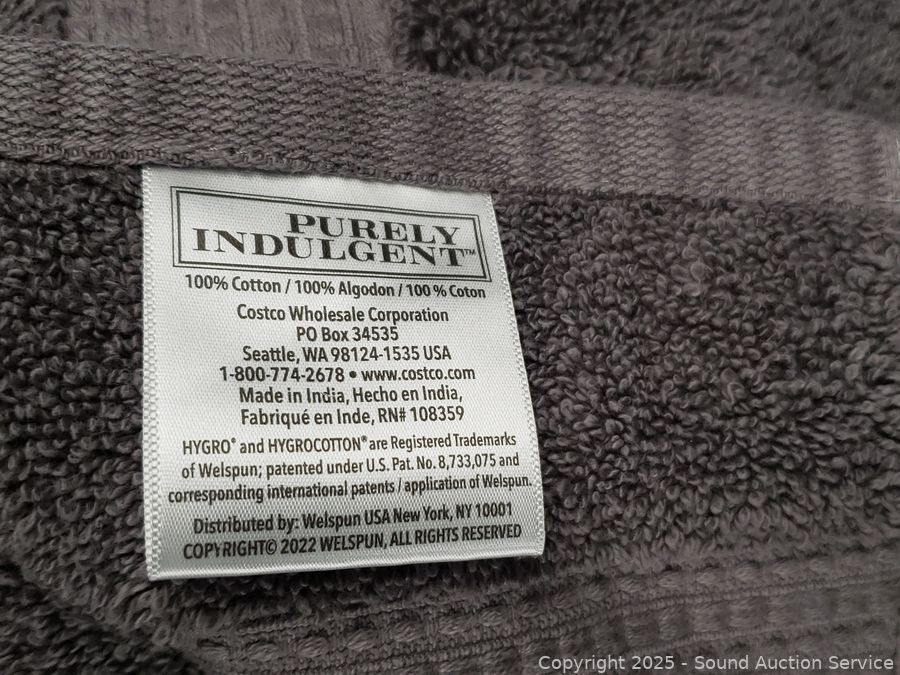 PURELY
INDULGENT™
100% Cotton / 100% Algodon / 100 % Coton
Costco Wholesale Corporation
PO Box 34535
Seattle, WA 98124-1535 USA
1-800-774-2678 • www.costco.com
Made in India, Hecho en India,
Fabriqué en Inde, RN# 108359
HYGRO® and HYGROCOTTON® are Registered Trademarks
of Welspun; patented under U.S. Pat. No. 8,733,075 and
corresponding international patents / application of Welspun.
Distributed by: Welspun USA New York, NY 10001
COPYRIGHT© 2022 WELSPUN, ALL RIGHTS RESERVED
Copyright 2025 - Sound Auction Service